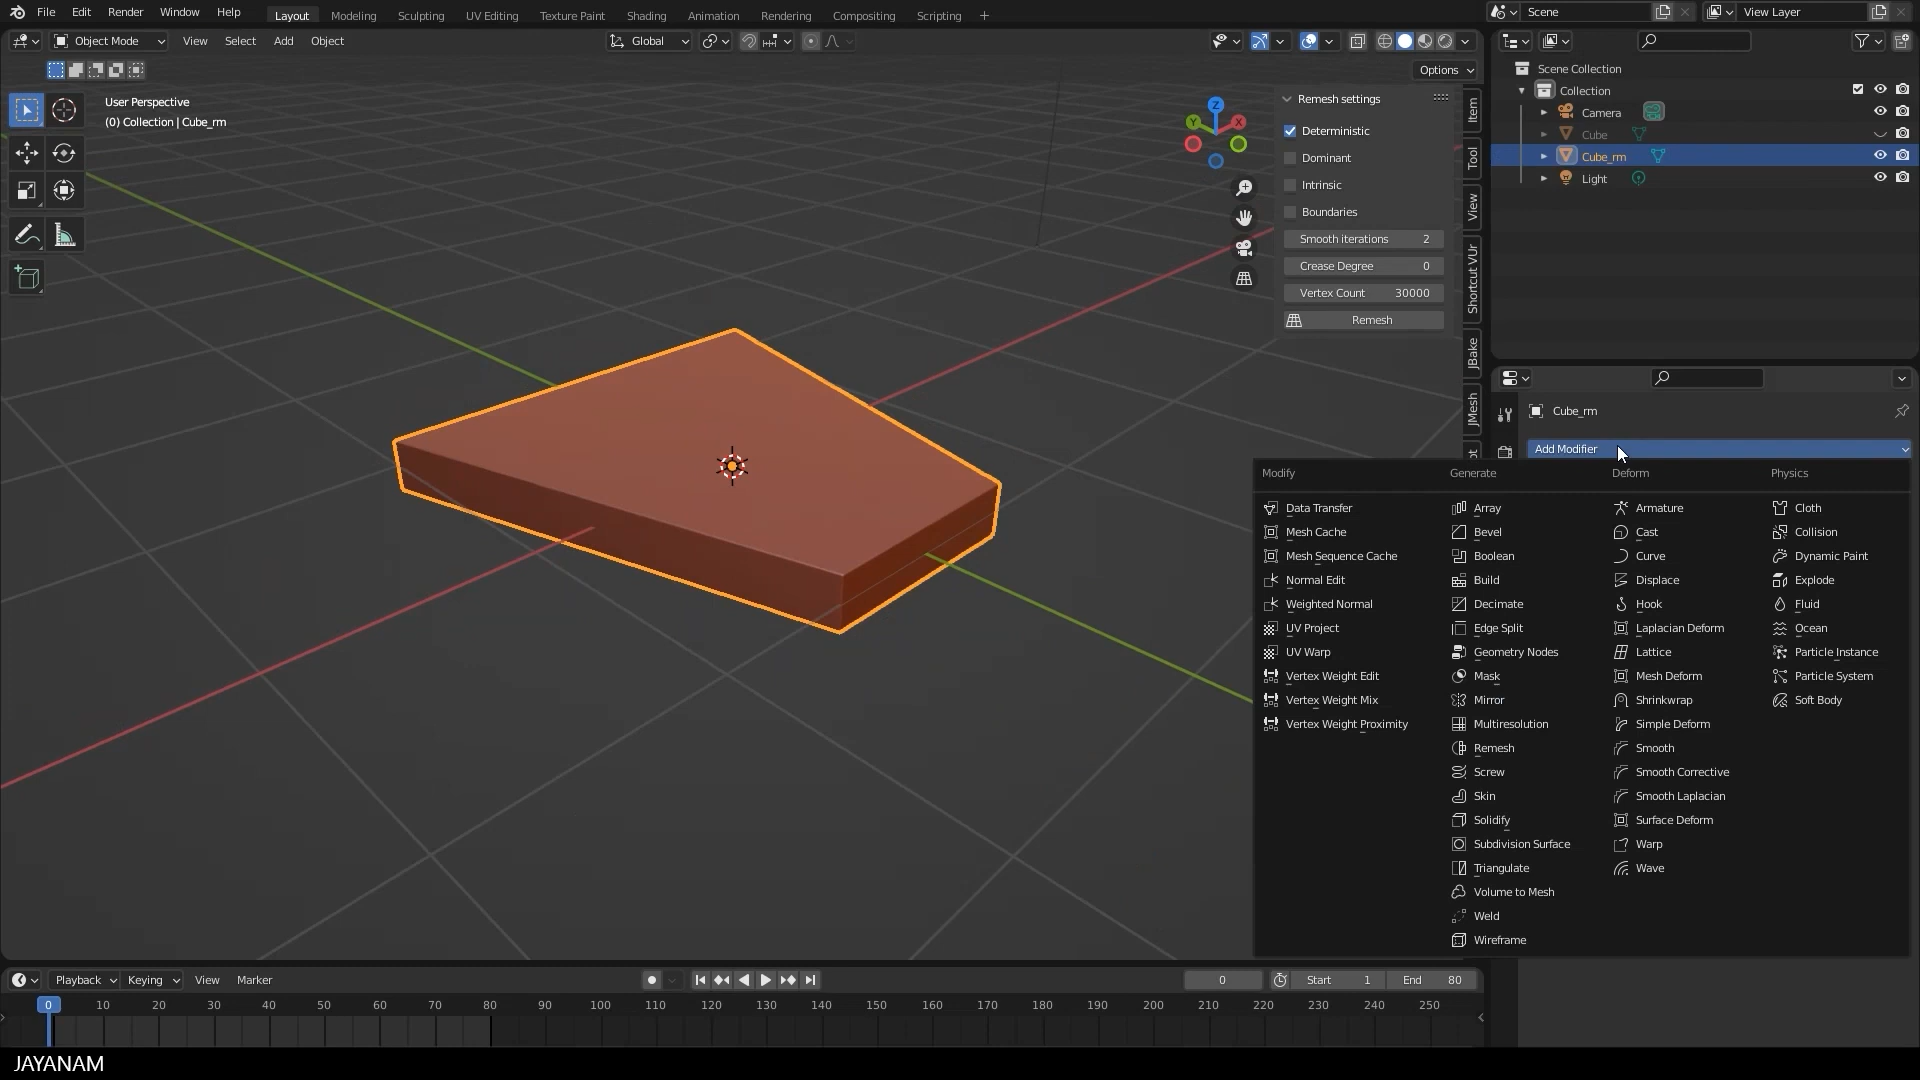 File Edit Render Window Help Layout Modeling Sculpting UV Editing Texture Paint Shading Animation Rendering Compositing Scripting + Scene View Layer
Object Mode View Select Add Object Global
Options
User Perspective
(0) Collection | Cube_rm
Z
Y
X
Remesh settings
Deterministic
Dominant
Intrinsic
Boundaries
Smooth iterations 2
Crease Degree 0
Vertex Count 30000
Remesh
Item
Tool
View
Shortcut VUr
JBake
JMesh
Scene Collection
Collection
Camera
Cube
Cube_rm
Light
Cube_rm
Add Modifier
Modify
Data Transfer
Mesh Cache
Mesh Sequence Cache
Normal Edit
Weighted Normal
UV Project
UV Warp
Vertex Weight Edit
Vertex Weight Mix
Vertex Weight Proximity
Generate
Array
Bevel
Boolean
Build
Decimate
Edge Split
Geometry Nodes
Mask
Mirror
Multiresolution
Remesh
Screw
Skin
Solidify
Subdivision Surface
Triangulate
Volume to Mesh
Weld
Wireframe
Deform
Armature
Cast
Curve
Displace
Hook
Laplacian Deform
Lattice
Mesh Deform
Shrinkwrap
Simple Deform
Smooth
Smooth Corrective
Smooth Laplacian
Surface Deform
Warp
Wave
Physics
Cloth
Collision
Dynamic Paint
Explode
Fluid
Ocean
Particle Instance
Particle System
Soft Body
Playback Keying View Marker 0 Start 1 End 80
0 10 20 30 40 50 60 70 80 90 100 110 120 130 140 150 160 170 180 190 200 210 220 230 240 250
JAYANAM